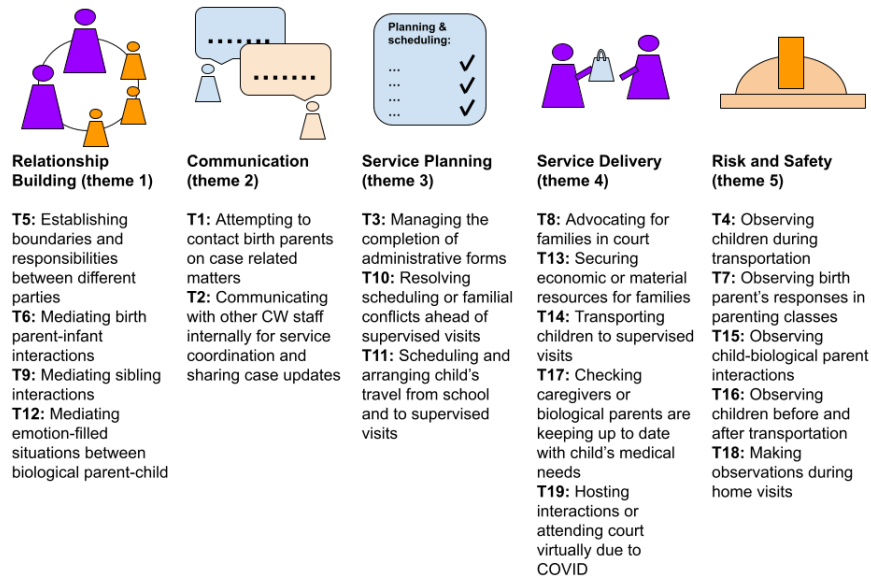 Planning &
scheduling:
...
...
...
...
.......
.......
Relationship
Building (theme 1)
T5: Establishing
boundaries and
responsibilities
between different
parties
T6: Mediating birth
parent-infant
interactions
T9: Mediating sibling
interactions
T12: Mediating
emotion-filled
situations between
biological parent-child
Communication
(theme 2)
T1: Attempting to
contact birth parents
on case related
matters
T2: Communicating
with other CW staff
internally for service
coordination and
sharing case updates
Service Planning
(theme 3)
T3: Managing the
completion of
administrative forms
T10: Resolving
scheduling or familial
conflicts ahead of
supervised visits
T11: Scheduling and
arranging child's
travel from school
and to supervised
visits
Service Delivery
(theme 4)
T8: Advocating for
families in court
T13: Securing
economic or material
resources for families
T14: Transporting
children to supervised
visits
T17: Checking
caregivers or
biological parents are
keeping up to date
with child's medical
needs
T19: Hosting
interactions or
attending court
virtually due to
COVID
Risk and Safety
(theme 5)
T4: Observing
children during
transportation
T7: Observing birth
parent's responses in
parenting classes
T15: Observing
child-biological parent
interactions
T16: Observing
children before and
after transportation
T18: Making
observations during
home visits